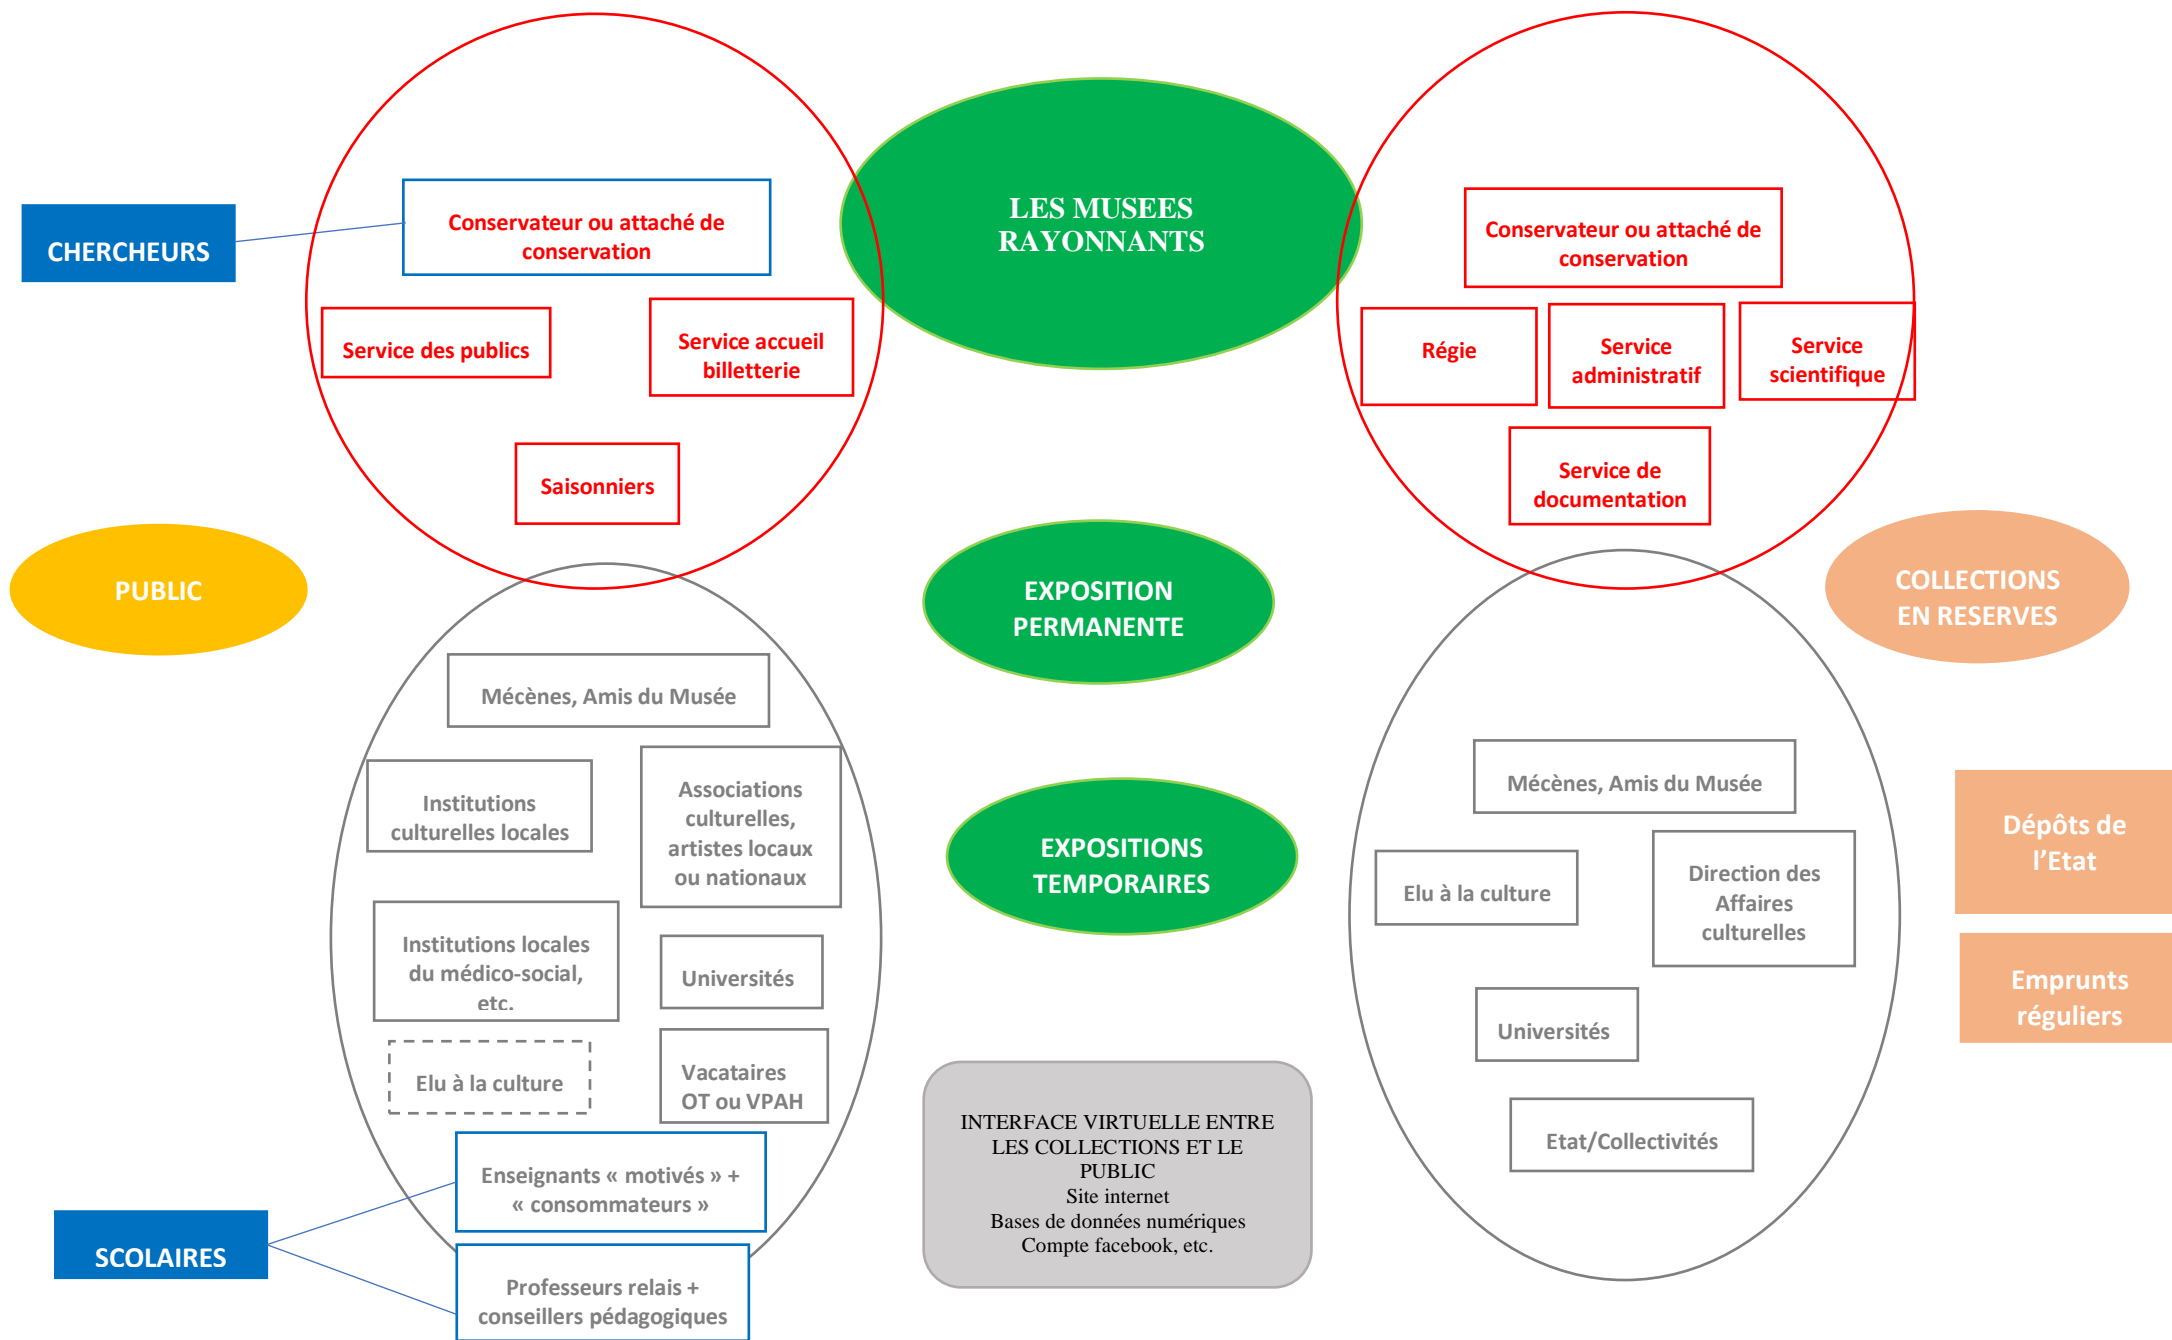 LES MUSEES
RAYONNANTS
CHERCHEURS
Conservateur ou attaché de
conservation
Service des publics
Service accueil
billetterie
Saisonniers
Conservateur ou attaché de
conservation
Régie
Service
administratif
Service
scientifique
Service de
documentation
PUBLIC
EXPOSITION
PERMANENTE
COLLECTIONS
EN RESERVES
Mécènes, Amis du Musée
Institutions
culturelles locales
Associations
culturelles,
artistes locaux
ou nationaux
Institutions locales
du médico-social,
etc.
Universités
Elu à la culture
Vacataires
OT ou VPAH
Enseignants « motivés » +
« consommateurs »
SCOLAIRES
Professeurs relais +
conseillers pédagogiques
EXPOSITIONS
TEMPORAIRES
INTERFACE VIRTUELLE ENTRE
LES COLLECTIONS ET LE
PUBLIC
Site internet
Bases de données numériques
Compte facebook, etc.
Mécènes, Amis du Musée
Elu à la culture
Direction des
Affaires
culturelles
Universités
Etat/Collectivités
Dépôts de
l’Etat
Emprunts
réguliers